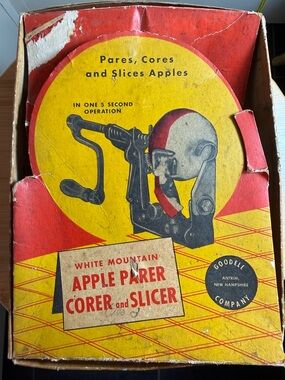 Pares, Cores
and Slices Apples
IN ONE 5 SECOND
OPERATION
WHITE MOUNTAIN
APPLE PARER
CORER and SLICER
GOODELL
ANTRIM,
NEW HAMPSHIRE
COMPANY